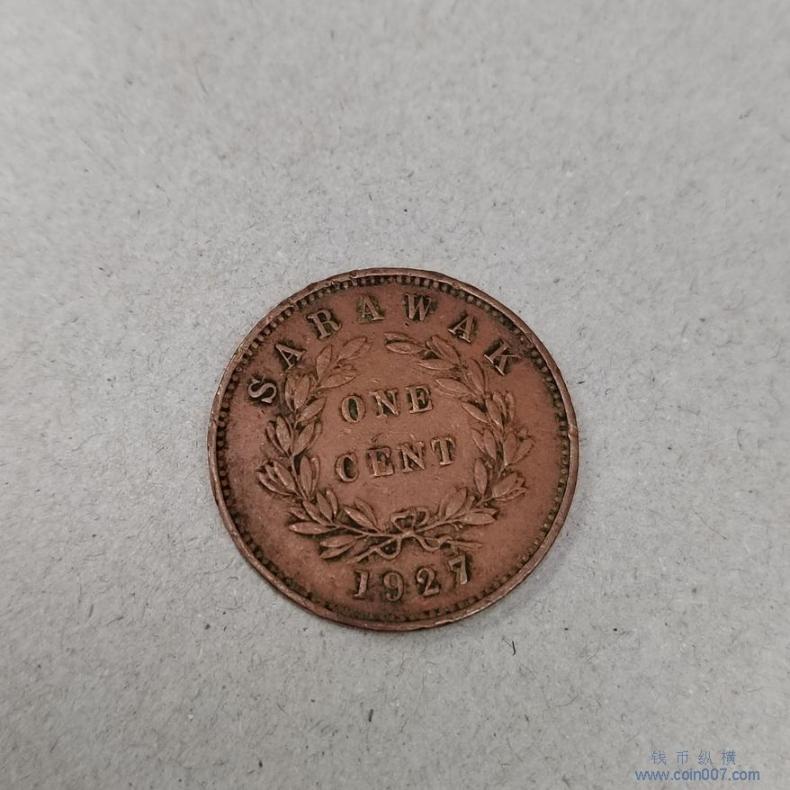 SARAWAK
ONE
CENT
1927
钱币纵横
www.coin007.com